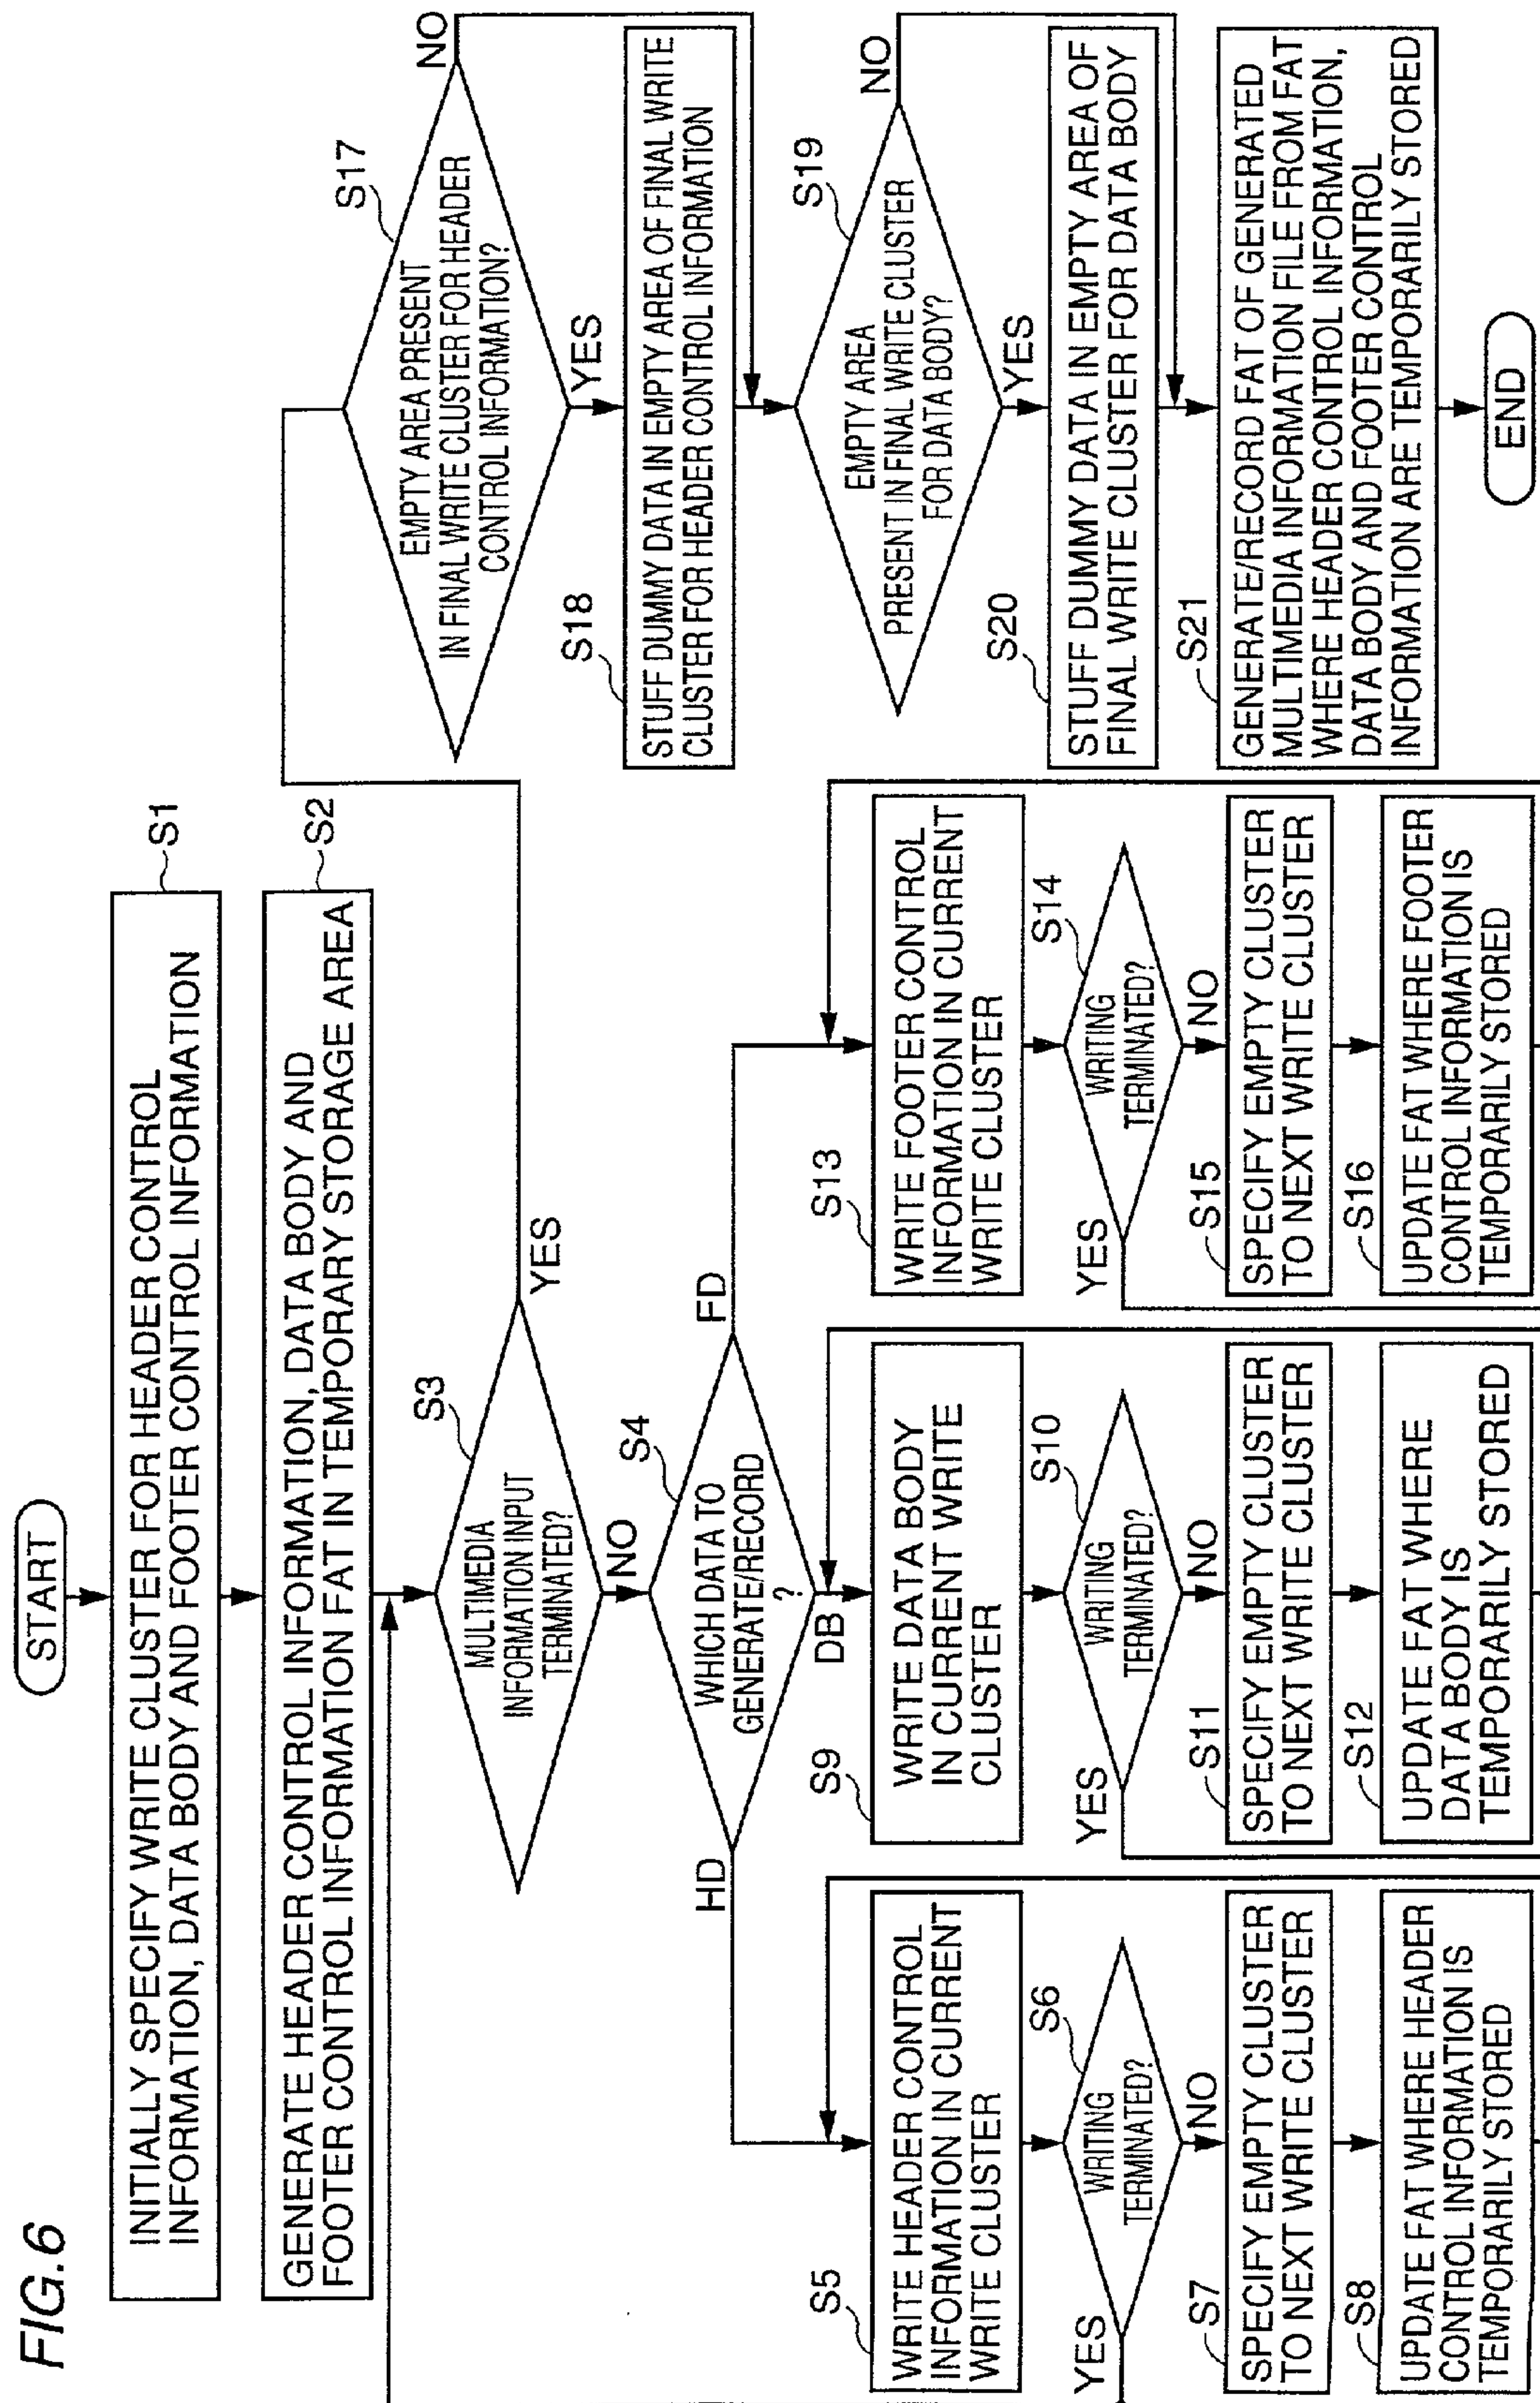 FIG.6
START
S1
INITIALLY SPECIFY WRITE CLUSTER FOR HEADER CONTROL
INFORMATION, DATA BODY AND FOOTER CONTROL INFORMATION
S2
GENERATE HEADER CONTROL INFORMATION, DATA BODY AND
FOOTER CONTROL INFORMATION FAT IN TEMPORARY STORAGE AREA
S3
MULTIMEDIA
INFORMATION INPUT
TERMINATED?
YES
NO
S4
WHICH DATA TO
GENERATE/RECORD
?
HD
DB
FD
S5
WRITE HEADER CONTROL
INFORMATION IN CURRENT
WRITE CLUSTER
S6
WRITING
TERMINATED?
YES
NO
S7
SPECIFY EMPTY CLUSTER
TO NEXT WRITE CLUSTER
S8
UPDATE FAT WHERE HEADER
CONTROL INFORMATION IS
TEMPORARILY STORED
S9
WRITE DATA BODY
IN CURRENT WRITE
CLUSTER
S10
WRITING
TERMINATED?
YES
NO
S11
SPECIFY EMPTY CLUSTER
TO NEXT WRITE CLUSTER
S12
UPDATE FAT WHERE
DATA BODY IS
TEMPORARILY STORED
S13
WRITE FOOTER CONTROL
INFORMATION IN CURRENT
WRITE CLUSTER
S14
WRITING
TERMINATED?
YES
NO
S15
SPECIFY EMPTY CLUSTER
TO NEXT WRITE CLUSTER
S16
UPDATE FAT WHERE FOOTER
CONTROL INFORMATION IS
TEMPORARILY STORED
S17
EMPTY AREA PRESENT
IN FINAL WRITE CLUSTER FOR HEADER
CONTROL INFORMATION?
NO
YES
S18
STUFF DUMMY DATA IN EMPTY AREA OF FINAL WRITE
CLUSTER FOR HEADER CONTROL INFORMATION
S19
EMPTY AREA
PRESENT IN FINAL WRITE CLUSTER
FOR DATA BODY?
NO
YES
S20
STUFF DUMMY DATA IN EMPTY AREA OF
FINAL WRITE CLUSTER FOR DATA BODY
S21
GENERATE/RECORD FAT OF GENERATED
MULTIMEDIA INFORMATION FILE FROM FAT
WHERE HEADER CONTROL INFORMATION,
DATA BODY AND FOOTER CONTROL
INFORMATION ARE TEMPORARILY STORED
END